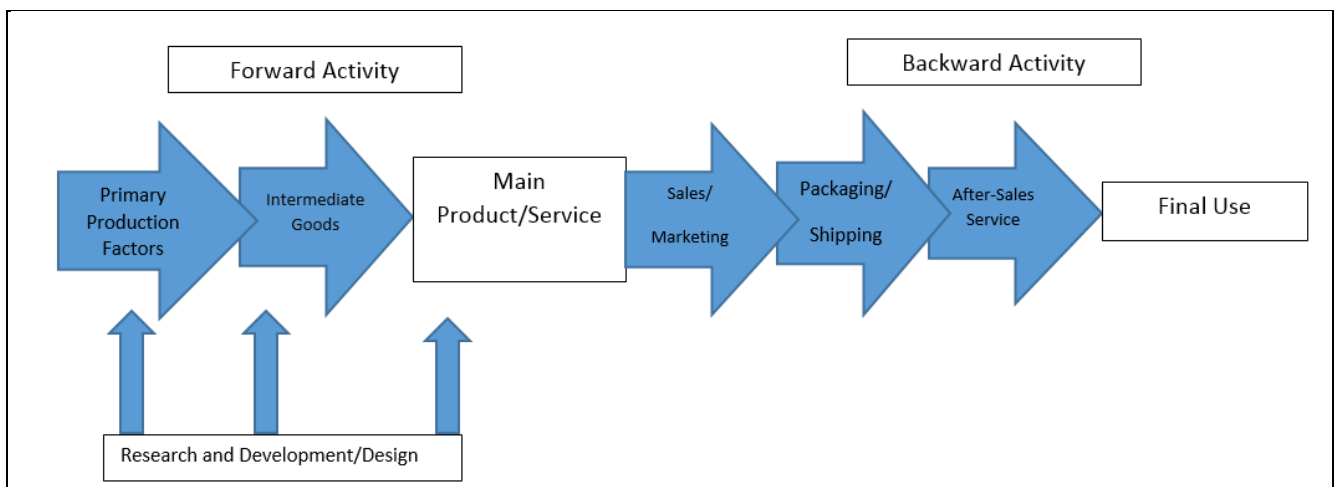 Forward Activity
Backward Activity
Primary
Production
Factors
Intermediate
Goods
Main
Product/Service
Sales/
Marketing
Packaging/
Shipping
After-Sales
Service
Final Use
Research and Development/Design